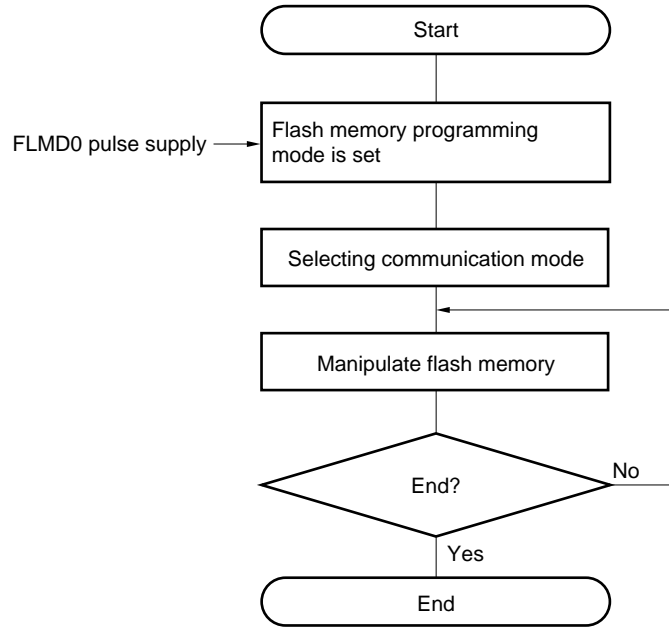 Start
FLMD0 pulse supply
Flash memory programming
mode is set
Selecting communication mode
Manipulate flash memory
End?
No
Yes
End